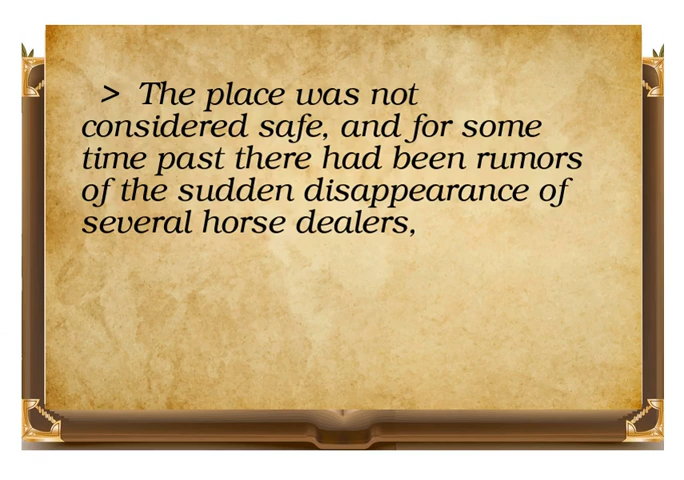 > The place was not
considered safe, and for some
time past there had been rumors
of the sudden disappearance of
several horse dealers,